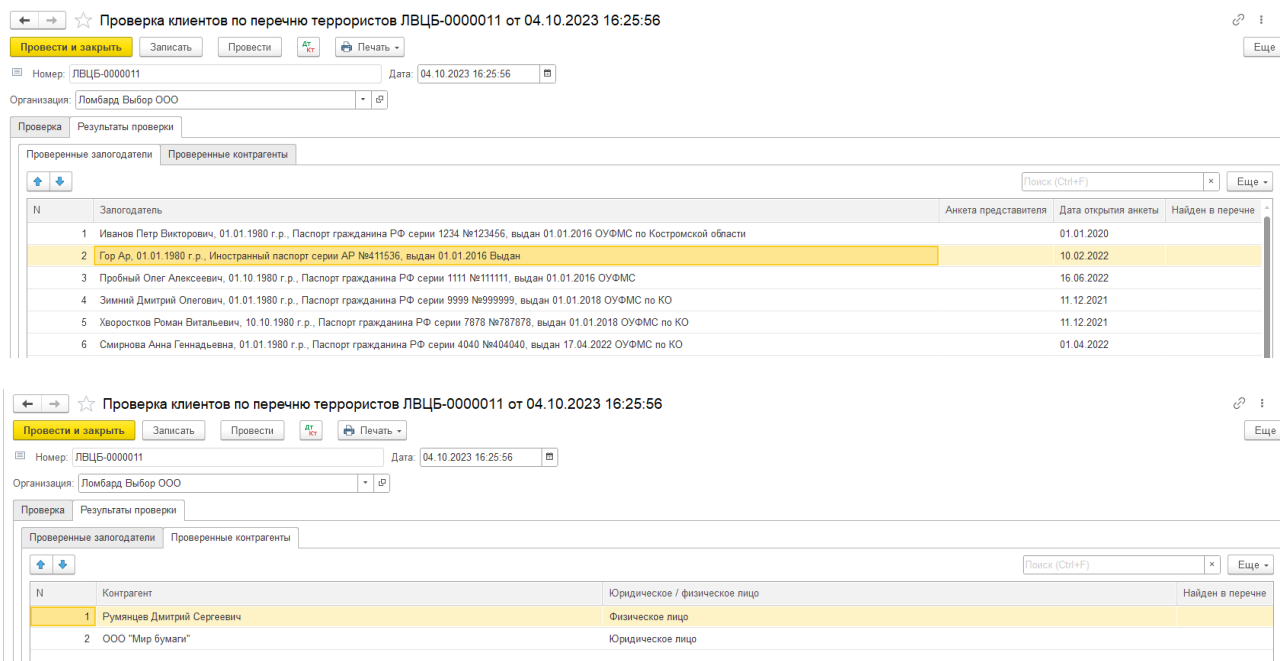 Проверка клиентов по перечню террористов ЛВЦБ-0000011 от 04.10.2023 16:25:56
Провести и закрыть Записать Провести Дт Кт Печать Еще
Номер: ЛВЦБ-0000011 Дата: 04.10.2023 16:25:56
Организация: Ломбард Выбор ООО
Проверка Результаты проверки
Проверенные залогодатели Проверенные контрагенты
Поиск (Ctrl+F) × Еще
N Залогодатель Анкета представителя Дата открытия анкеты Найден в перечне
1 Иванов Петр Викторович, 01.01.1980 г.р., Паспорт гражданина РФ серии 1234 №123456, выдан 01.01.2016 ОУФМС по Костромской области 01.01.2020
2 Гор Ар, 01.01.1980 г.р., Иностранный паспорт серии АР №411536, выдан 01.01.2016 Выдан 10.02.2022
3 Пробный Олег Алексеевич, 01.10.1980 г.р., Паспорт гражданина РФ серии 1111 №111111, выдан 01.01.2016 ОУФМС 16.06.2022
4 Зимний Дмитрий Олегович, 01.01.1980 г.р., Паспорт гражданина РФ серии 9999 №999999, выдан 01.01.2018 ОУФМС по КО 11.12.2021
5 Хворостков Роман Витальевич, 10.10.1980 г.р., Паспорт гражданина РФ серии 7878 №787878, выдан 01.01.2018 ОУФМС по КО 11.12.2021
6 Смирнова Анна Геннадьевна, 01.01.1980 г.р., Паспорт гражданина РФ серии 4040 №404040, выдан 17.04.2022 ОУФМС по КО 01.04.2022
Проверка клиентов по перечню террористов ЛВЦБ-0000011 от 04.10.2023 16:25:56
Провести и закрыть Записать Провести Дт Кт Печать Еще
Номер: ЛВЦБ-0000011 Дата: 04.10.2023 16:25:56
Организация: Ломбард Выбор ООО
Проверка Результаты проверки
Проверенные залогодатели Проверенные контрагенты
Поиск (Ctrl+F) × Еще
N Контрагент Юридическое / физическое лицо Найден в перечне
1 Румянцев Дмитрий Сергеевич Физическое лицо
2 ООО "Мир бумаги" Юридическое лицо